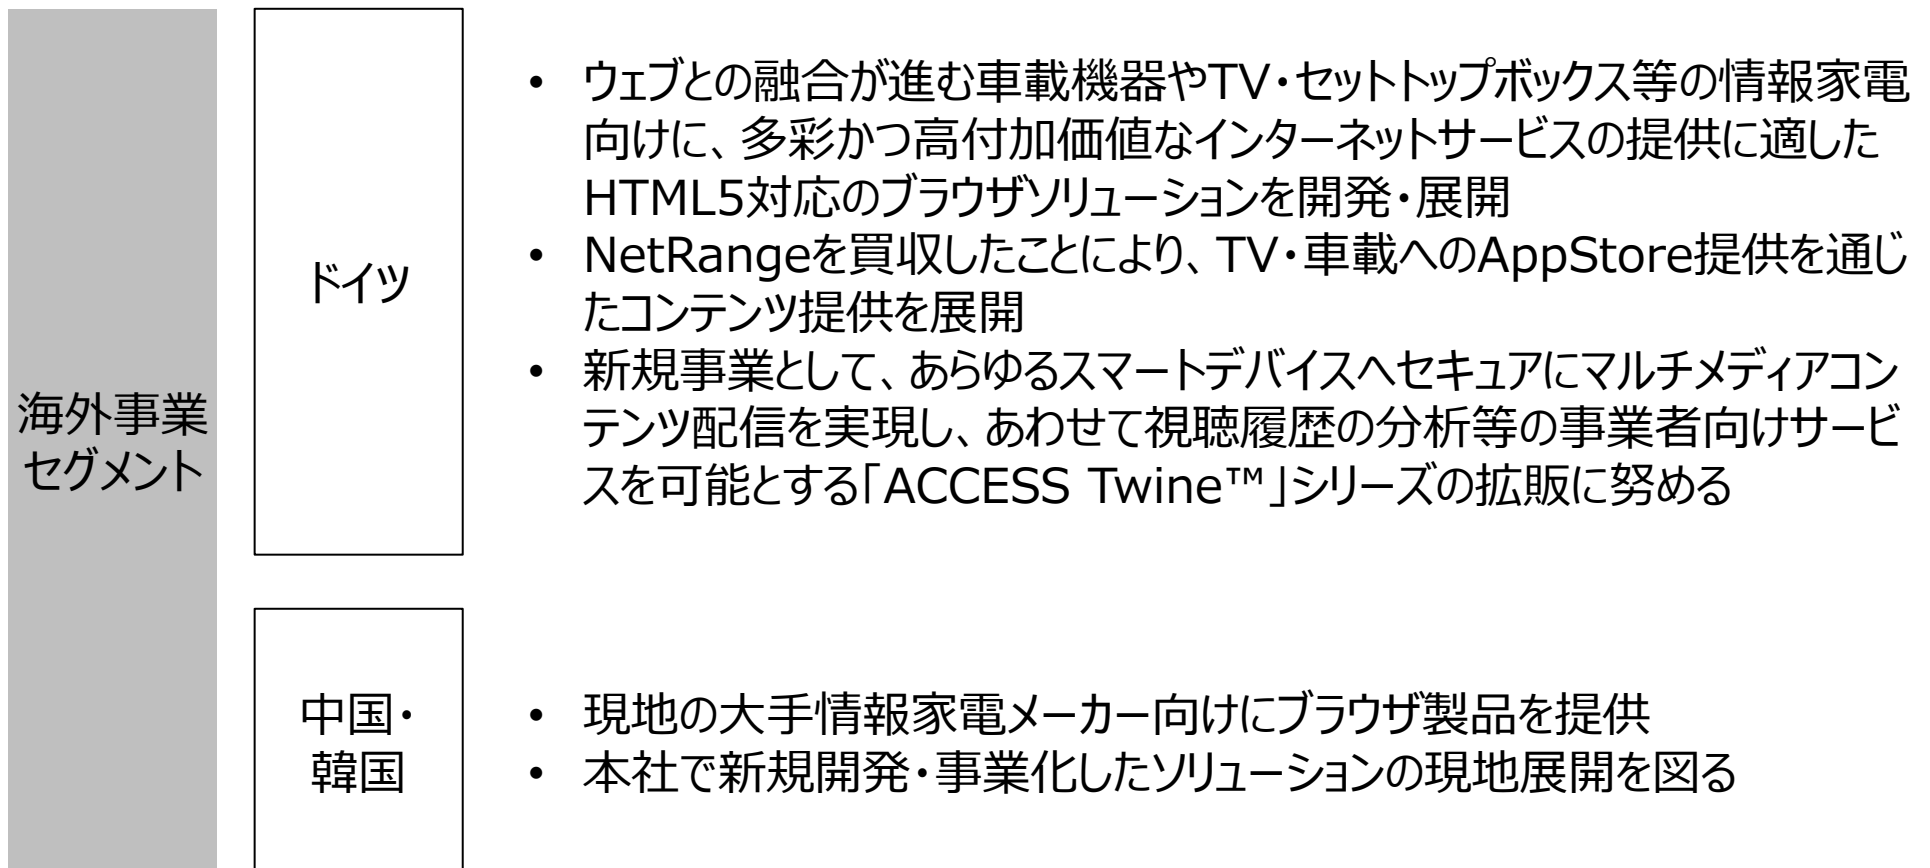 海外事業
セグメント
ドイツ
• ウェブとの融合が進む車載機器やTV・セットトップボックス等の情報家電
向けに、多彩かつ高付加価値なインターネットサービスの提供に適した
HTML5対応のブラウザソリューションを開発・展開
• NetRangeを買収したことにより、TV・車載へのAppStore提供を通じ
たコンテンツ提供を展開
• 新規事業として、あらゆるスマートデバイスへセキュアにマルチメディアコン
テンツ配信を実現し、あわせて視聴履歴の分析等の事業者向けサービ
スを可能とする「ACCESS Twine™」シリーズの拡販に努める
中国・
韓国
• 現地の大手情報家電メーカー向けにブラウザ製品を提供
• 本社で新規開発・事業化したソリューションの現地展開を図る